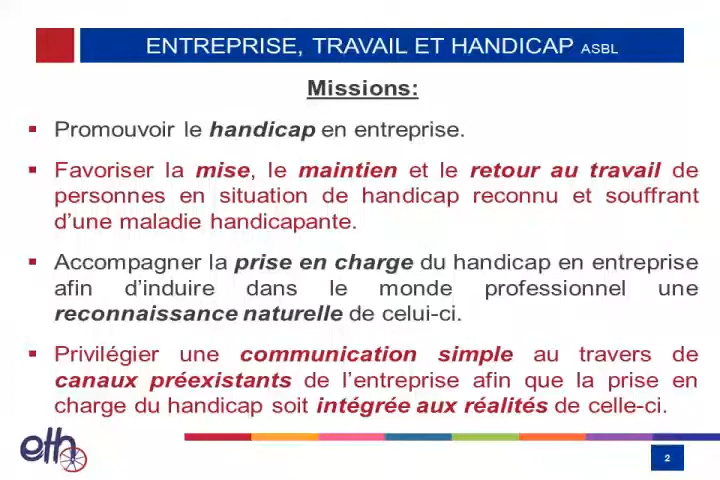 ENTREPRISE, TRAVAIL ET HANDICAP ASBL
Missions:
▪ Promouvoir le handicap en entreprise.
▪ Favoriser la mise, le maintien et le retour au travail de
personnes en situation de handicap reconnu et souffrant
d’une maladie handicapante.
▪ Accompagner la prise en charge du handicap en entreprise
afin d’induire dans le monde professionnel une
reconnaissance naturelle de celui-ci.
▪ Privilégier une communication simple au travers de
canaux préexistants de l’entreprise afin que la prise en
charge du handicap soit intégrée aux réalités de celle-ci.
eth
2